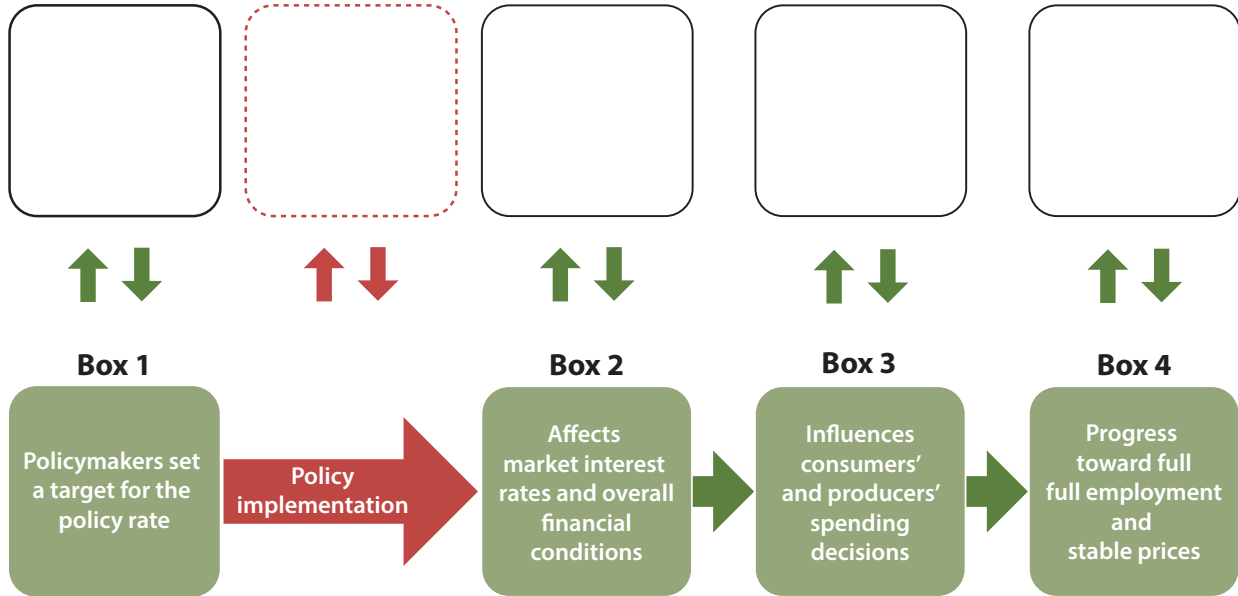 Box 1
Policymakers set
a target for the
policy rate
Policy
implementation
Box 2
Affects
market interest
rates and overall
financial
conditions
Box 3
Influences
consumers’
and producers’
spending
decisions
Box 4
Progress
toward full
full employment
and
stable prices